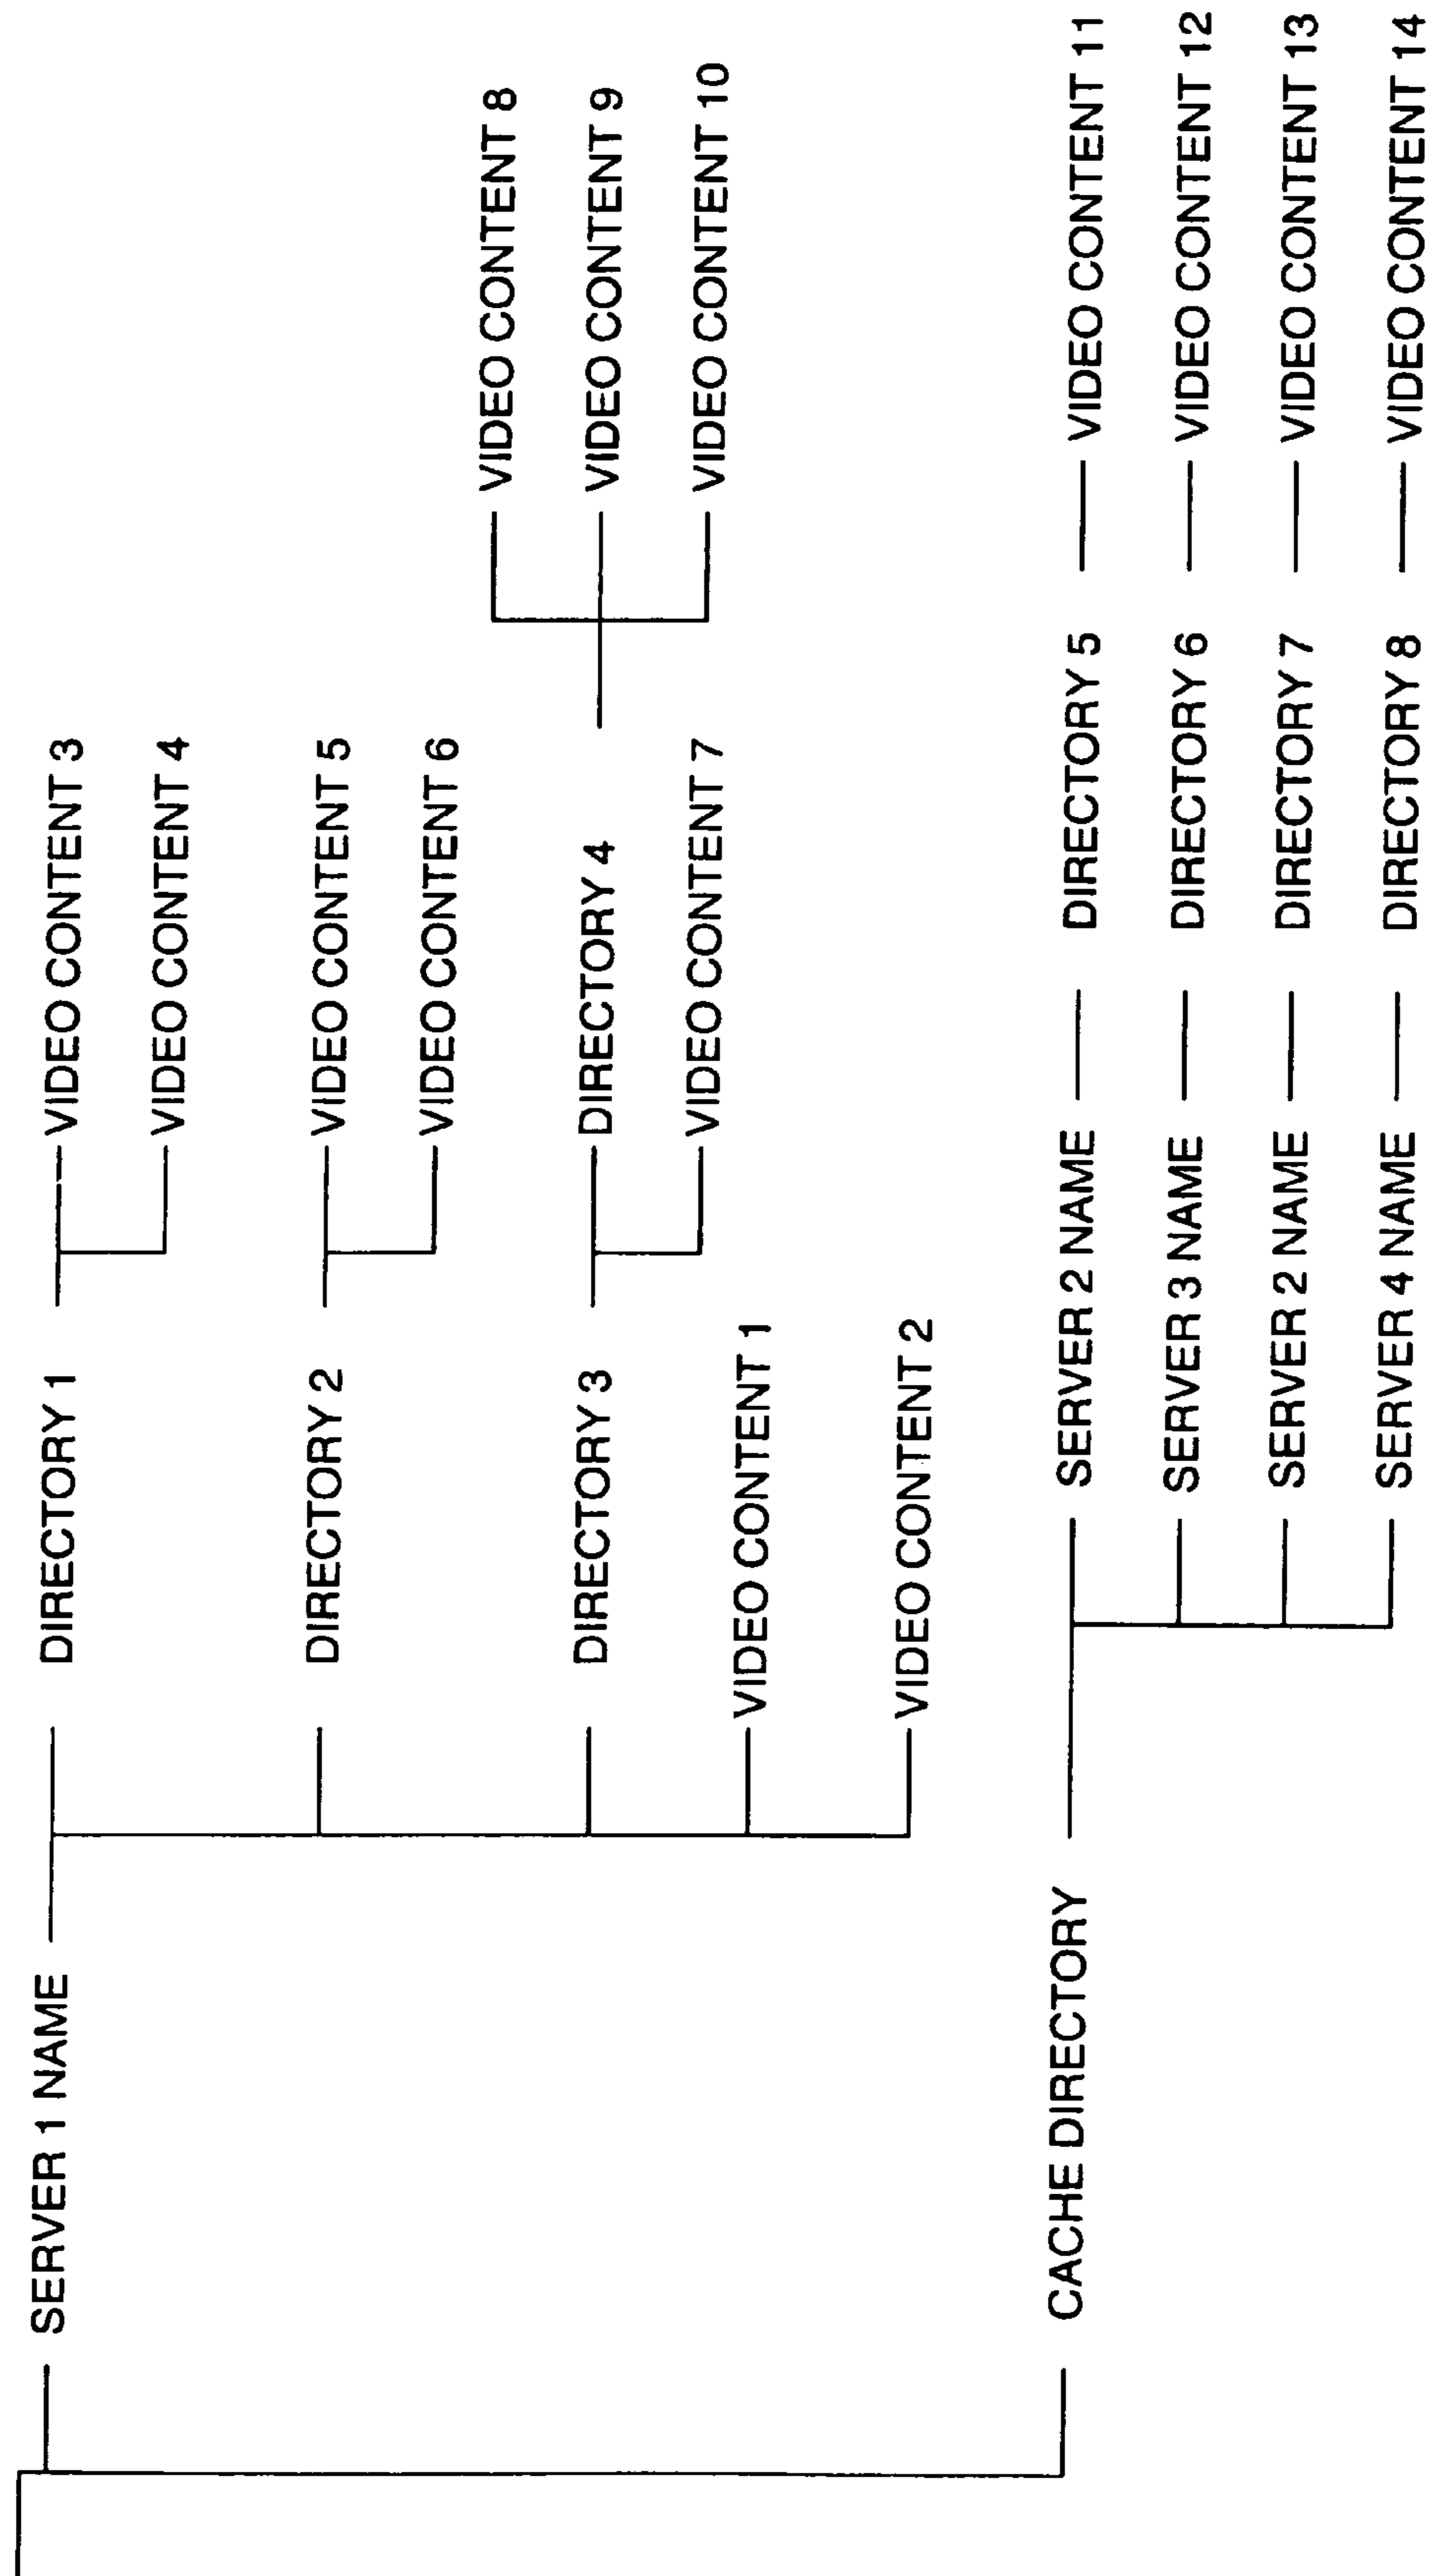 SERVER 1 NAME
DIRECTORY 1
VIDEO CONTENT 3
VIDEO CONTENT 4
DIRECTORY 2
VIDEO CONTENT 5
VIDEO CONTENT 6
DIRECTORY 3
DIRECTORY 4
VIDEO CONTENT 8
VIDEO CONTENT 9
VIDEO CONTENT 10
VIDEO CONTENT 7
VIDEO CONTENT 1
VIDEO CONTENT 2
CACHE DIRECTORY
SERVER 2 NAME
DIRECTORY 5
VIDEO CONTENT 11
SERVER 3 NAME
DIRECTORY 6
VIDEO CONTENT 12
SERVER 2 NAME
DIRECTORY 7
VIDEO CONTENT 13
SERVER 4 NAME
DIRECTORY 8
VIDEO CONTENT 14